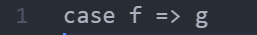 1 case f => g